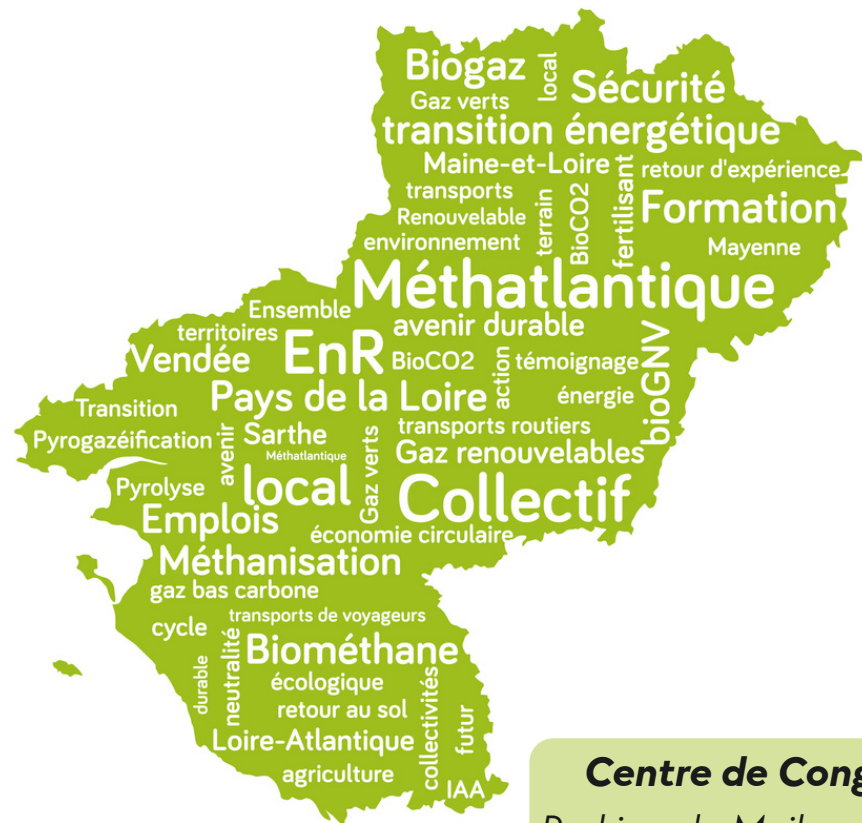 Biogaz
local
Sécurité
Gaz verts
transition énergétique
Maine-et-Loire
retour d'expérience
transports
terrain
BioCO2
fertilisant
Formation
Renouvelable
environnement
Mayenne
Méthatlantique
Ensemble
avenir durable
territoires
Vendée
EnR
BioCO2
action
témoignage
bioGNV
Pays de la Loire
énergie
Transition
transports routiers
Pyrogazéification
avenir
Sarthe
Méthatlantique
Gaz verts
Gaz renouvelables
Pyrolyse
local
Collectif
Emplois
économie circulaire
Méthanisation
gaz bas carbone
transports de voyageurs
cycle
neutralité
Biométhane
durable
écologique
collectivités
retour au sol
futur
Loire-Atlantique
agriculture
IAA
Centre de Cong